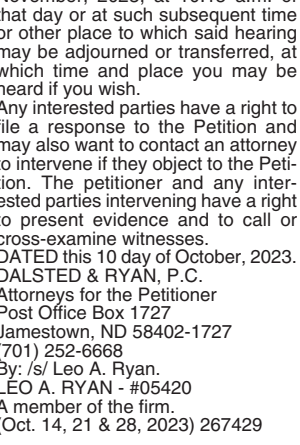 that day or at such subsequent time
or other place to which said hearing
may be adjourned or transferred, at
which time and place you may be
heard if you wish.
Any interested parties have a right to
file a response to the Petition and
may also want to contact an attorney
to intervene if they object to the Peti-
tion. The petitioner and any inter-
ested parties intervening have a right
to present evidence and to call or
cross-examine witnesses.
DATED this 10 day of October, 2023.
DALSTED & RYAN, P.C.
Attorneys for the Petitioner
Post Office Box 1727
Jamestown, ND 58402-1727
(701) 252-6668
By: /s/ Leo A. Ryan.
LEO A. RYAN - #05420
A member of the firm.
(Oct. 14, 21 & 28, 2023) 267429